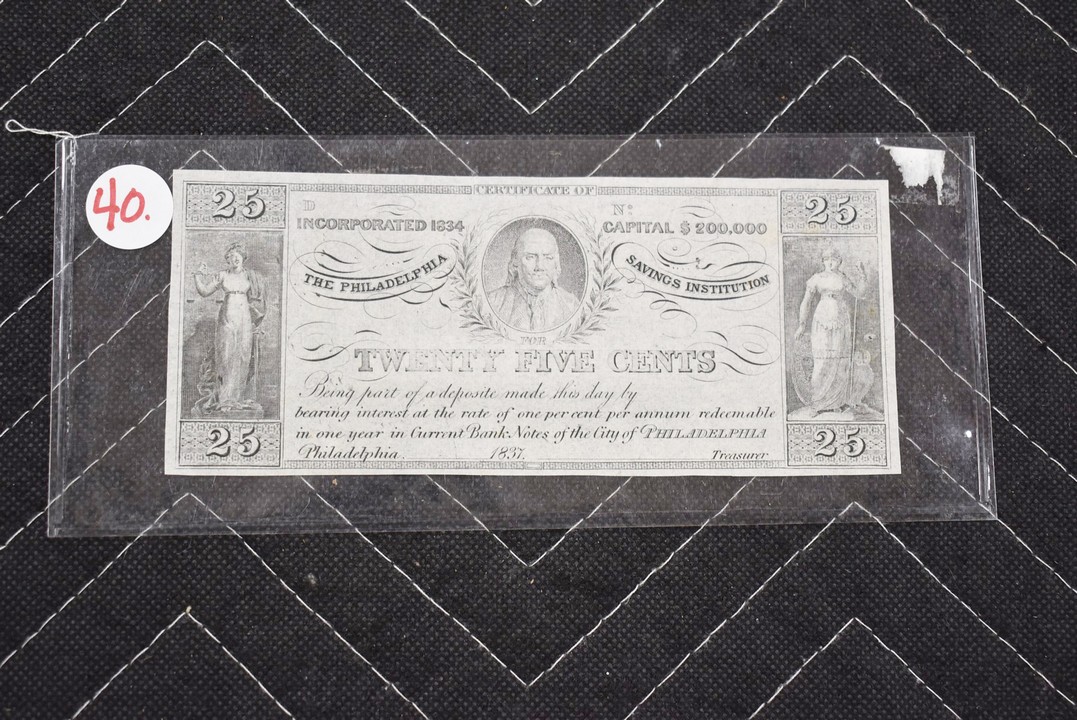 40.
CERTIFICATE OF
25 25
D Nº
INCORPORATED 1834 CAPITAL $ 200,000
THE PHILADELPHIA SAVINGS INSTITUTION
FOR
TWENTY FIVE CENTS
Being part of a deposite made this day by
bearing interest at the rate of one per cent per annum redeemable
in one year in Current Bank Notes of the City of PHILADELPHIA
25 25
Philadelphia 1837. Treasurer